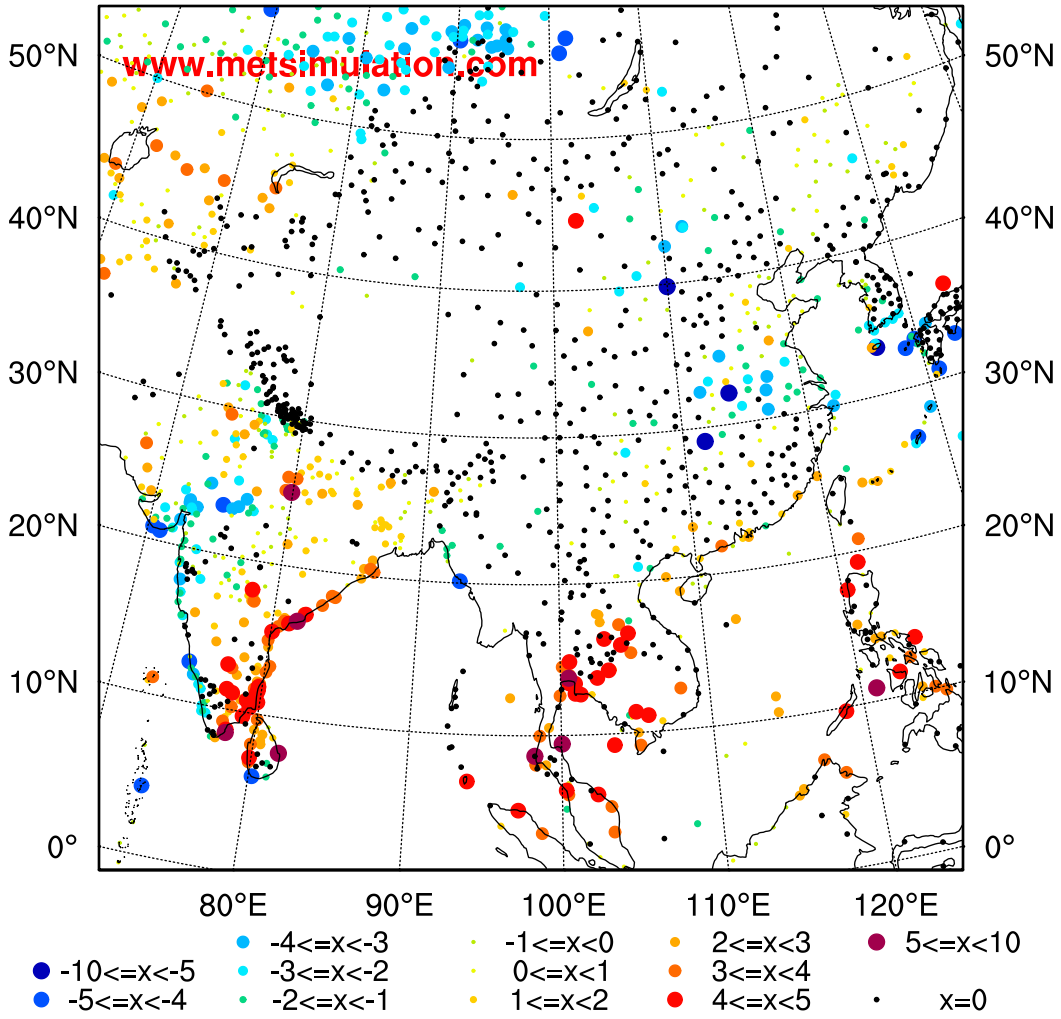 50°N 50°N
www.metsimulation.com
40°N 40°N
30°N 30°N
20°N 20°N
10°N 10°N
0° 0°
80°E 90°E 100°E 110°E 120°E
-4<=x<-3 -1<=x<0 2<=x<3 5<=x<10
-10<=x<-5 -3<=x<-2 0<=x<1 3<=x<4
-5<=x<-4 -2<=x<-1 1<=x<2 4<=x<5 x=0